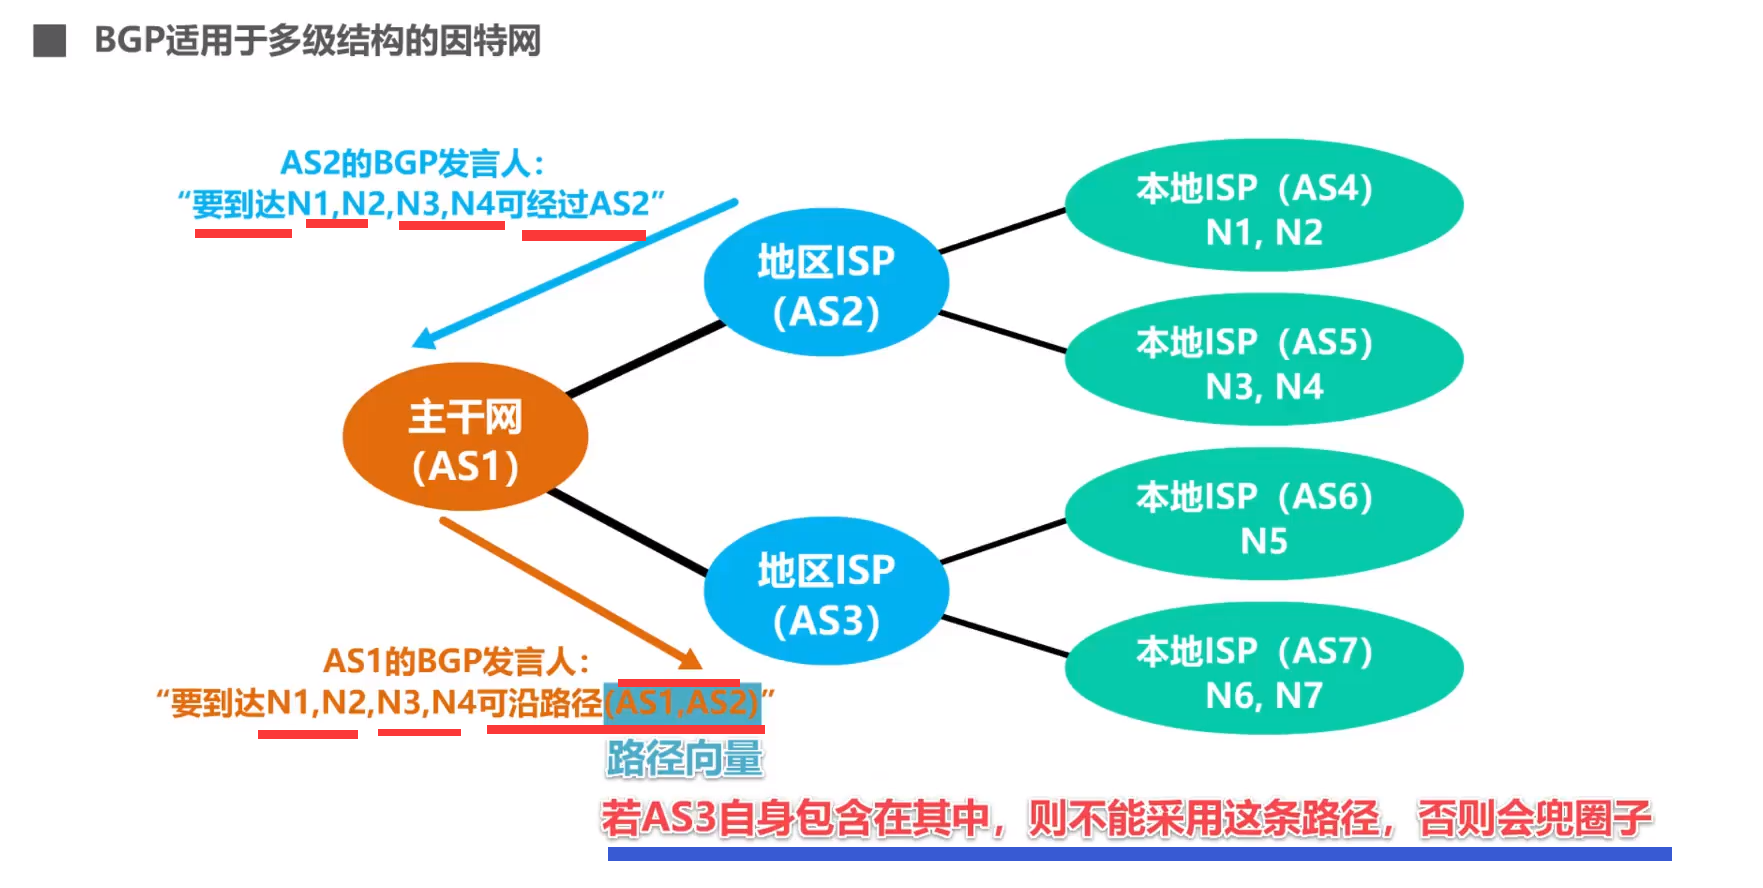 BGP适用于多级结构的因特网
AS2的BGP发言人：
“要到达N1,N2,N3,N4可经过AS2”
地区ISP
（AS2）
本地ISP（AS4）
N1, N2
本地ISP（AS5）
N3, N4
主干网
（AS1）
本地ISP（AS6）
N5
地区ISP
（AS3）
本地ISP（AS7）
N6, N7
AS1的BGP发言人：
“要到达N1,N2,N3,N4可沿路径(AS1,AS2)”
路径向量
若AS3自身包含在其中，则不能采用这条路径，否则会兜圈子